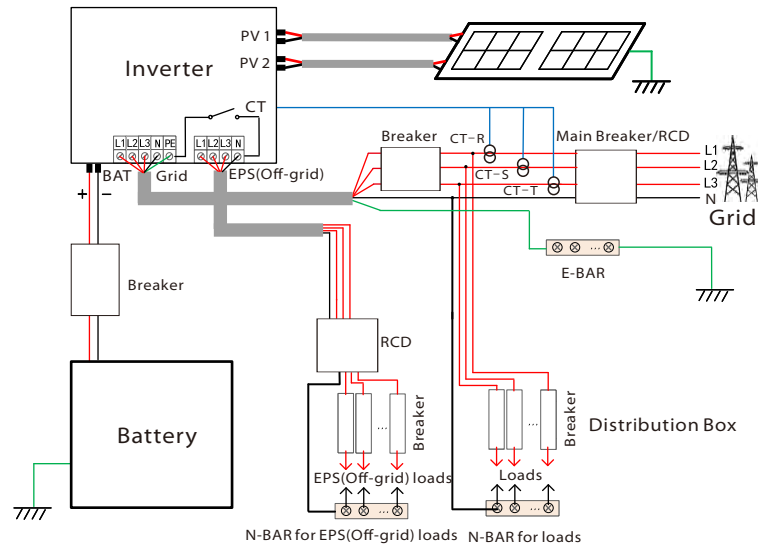 PV 1
Inverter
PV 2
CT
L1 L2 L3 N PE
L1 L2 L3 N
BAT
Grid
EPS(Off-grid)
+ −
Breaker
CT-R
CT-S
CT-T
Main Breaker/RCD
L1
L2
L3
N
Grid
E-BAR
...
Breaker
RCD
Battery
...
Breaker
EPS(Off-grid) loads
...
N-BAR for EPS(Off-grid) loads
...
Breaker
Distribution Box
Loads
...
N-BAR for loads